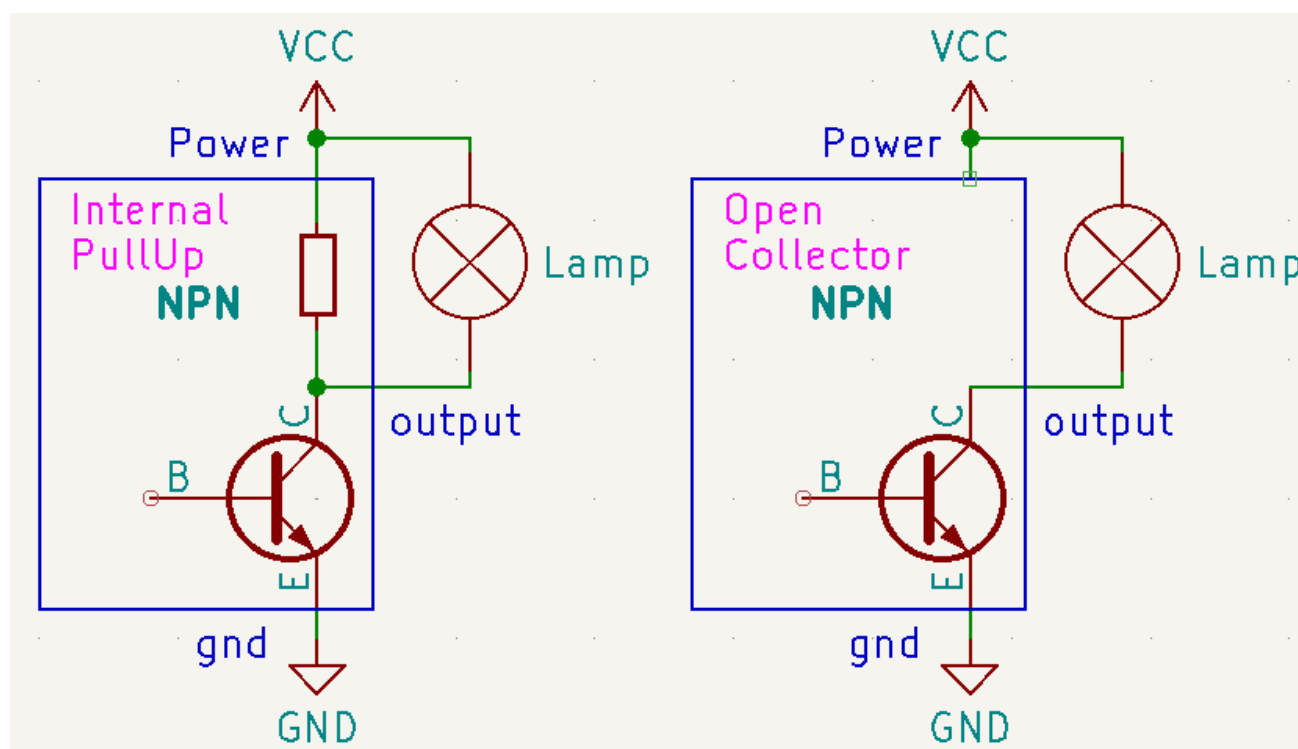 VCC
Power
Internal
PullUp
NPN
Lamp
C
output
B
E
gnd
GND
VCC
Power
Open
Collector
NPN
Lamp
C
output
B
E
gnd
GND